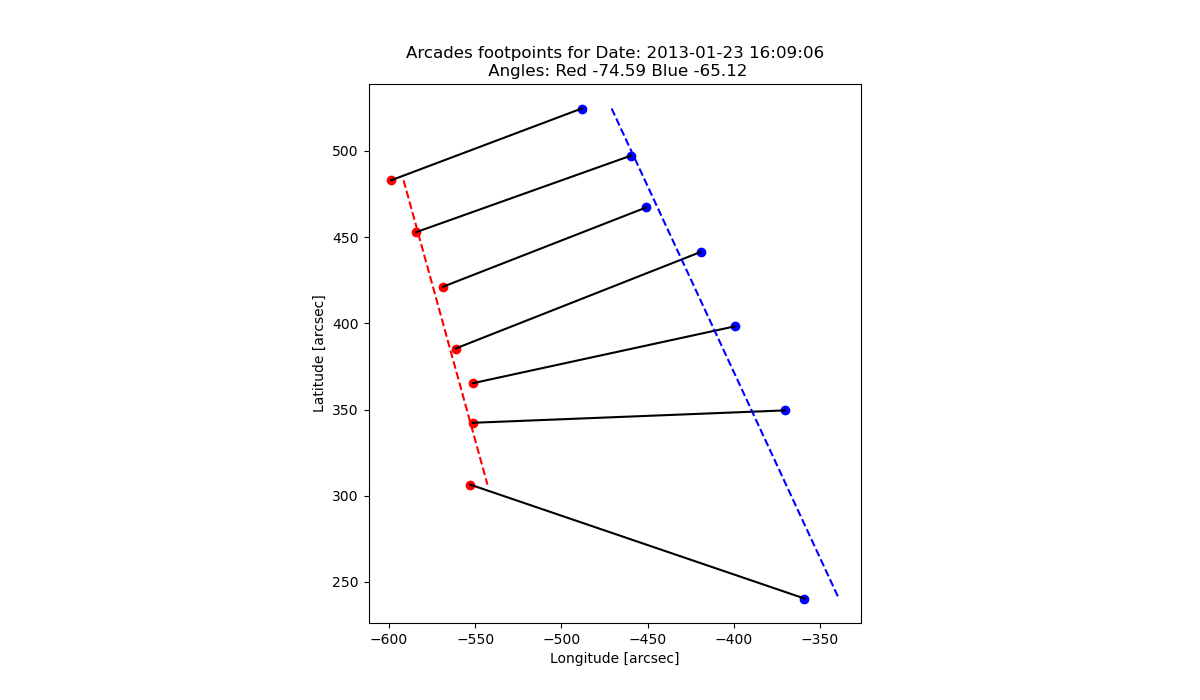 Arcades footpoints for Date: 2013-01-23 16:09:06
Angles: Red -74.59 Blue -65.12
500
450
400
350
300
250
Latitude [arcsec]
−600 −550 −500 −450 −400 −350
Longitude [arcsec]